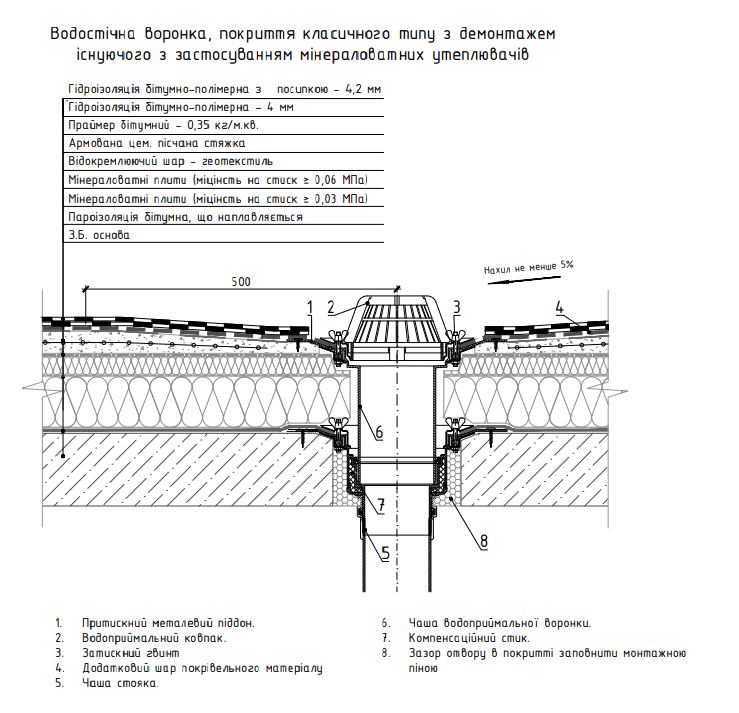 Водостічна воронка, покриття класичного типу з демонтажем
існуючого з застосуванням мінераловатних утеплювачів
Гідроізоляція бітумно-полімерна з посипкою - 4,2 мм
Гідроізоляція бітумно-полімерна - 4 мм
Праймер бітумний - 0,35 кг/м.кв.
Армована цем. пісчана стяжка
Відокремлюючий шар - геотекстиль
Мінераловатні плити (міцність на стиск ≥ 0,06 МПа)
Мінераловатні плити (міцність на стиск ≥ 0,03 МПа)
Пароізоляція бітумна, що наплавляється
З.Б. основа
500
Нахил не менше 5%
1
2
3
4
6
7
5
8
1. Притискний металевий піддон.
2. Водоприймальний ковпак.
3. Затискний гвинт
4. Додатковий шар покрівельного матеріалу
5. Чаша стояка.
6. Чаша водоприймальної воронки.
7. Компенсаційний стик.
8. Зазор отвору в покритті заповнити монтажною
піною